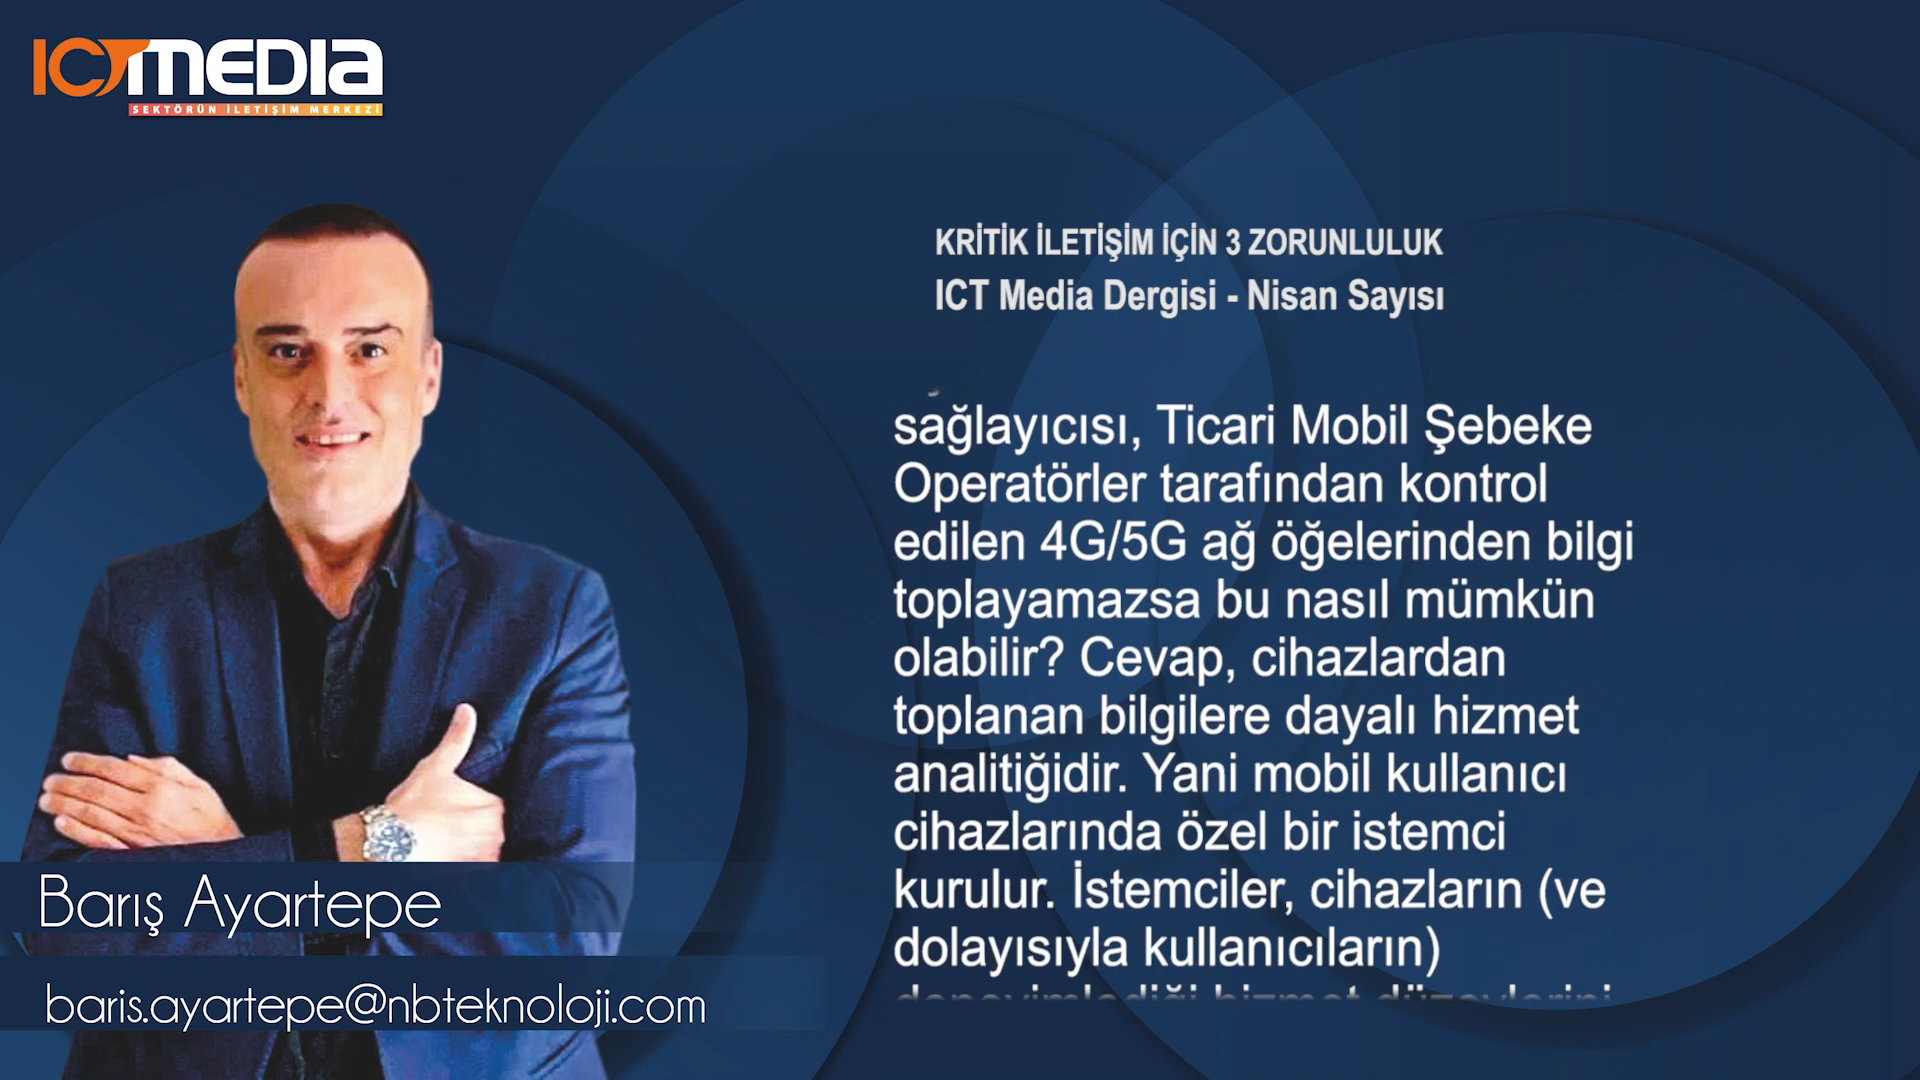 ICTMEDIA
SEKTÖRÜN İLETİŞİM MERKEZİ
KRİTİK İLETİŞİM İÇİN 3 ZORUNLULUK
ICT Media Dergisi - Nisan Sayısı
sağlayıcısı, Ticari Mobil Şebeke
Operatörler tarafından kontrol
edilen 4G/5G ağ öğelerinden bilgi
toplayamazsa bu nasıl mümkün
olabilir? Cevap, cihazlardan
toplanan bilgilere dayalı hizmet
analitiğidir. Yani mobil kullanıcı
cihazlarında özel bir istemci
kurulur. İstemciler, cihazların (ve
dolayısıyla kullanıcıların)
Barış Ayartepe
baris.ayartepe@nbteknoloji.com